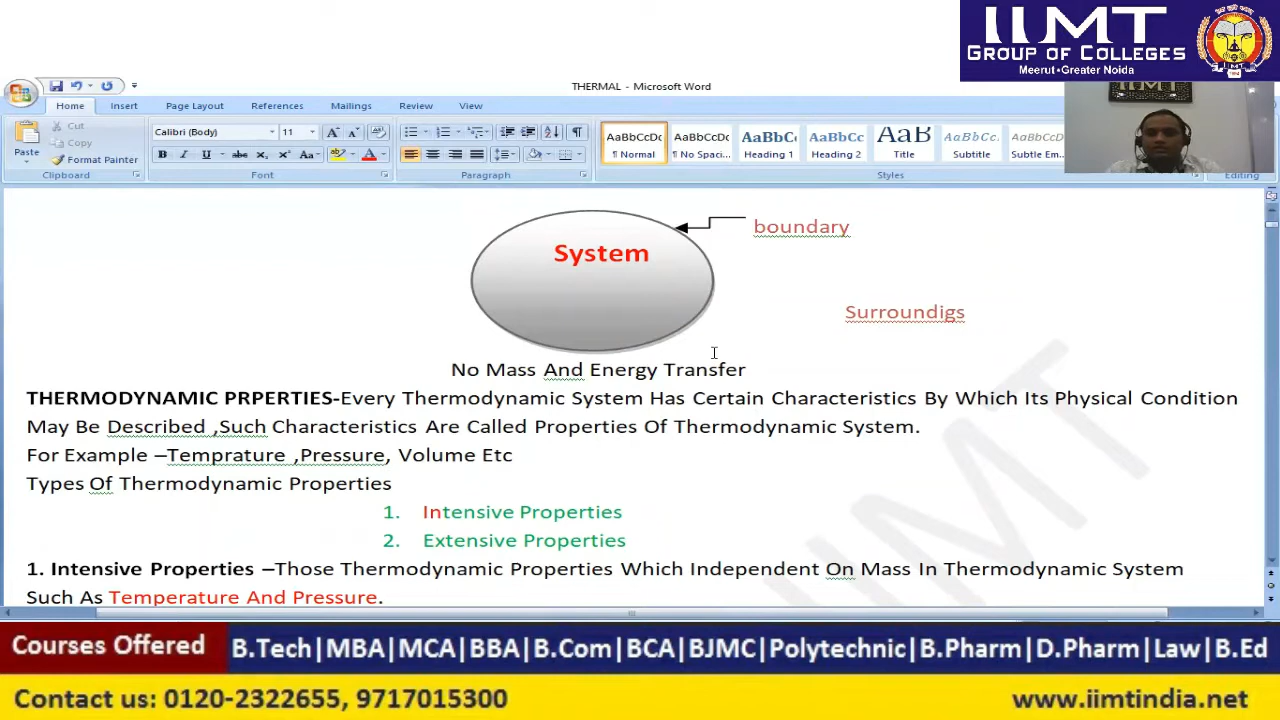 IIMT
GROUP OF COLLEGES
Meerut•Greater Noida
THERMAL - Microsoft Word
Home Insert Page Layout References Mailings Review View
Paste
Cut
Copy
Format Painter
Clipboard
Calibri (Body) 11
Font
Paragraph
AaBbCcDc AaBbCcDc AaBbC AaBbCc AaB AaBbCc. AaBbCcDc
¶ Normal ¶ No Spaci... Heading 1 Heading 2 Title Subtitle Subtle Em...
Styles
Editing
boundary
System
Surroundigs
No Mass And Energy Transfer
THERMODYNAMIC PRPERTIES-Every Thermodynamic System Has Certain Characteristics By Which Its Physical Condition
May Be Described ,Such Characteristics Are Called Properties Of Thermodynamic System.
For Example –Temprature ,Pressure, Volume Etc
Types Of Thermodynamic Properties
1. Intensive Properties
2. Extensive Properties
1. Intensive Properties –Those Thermodynamic Properties Which Independent On Mass In Thermodynamic System
Such As Temperature And Pressure.
IIMT
Courses Offered
B.Tech|MBA|MCA|BBA|B.Com|BCA|BJMC|Polytechnic|B.Pharm|D.Pharm|Law|B.Ed
Contact us: 0120-2322655, 9717015300
www.iimtindia.net